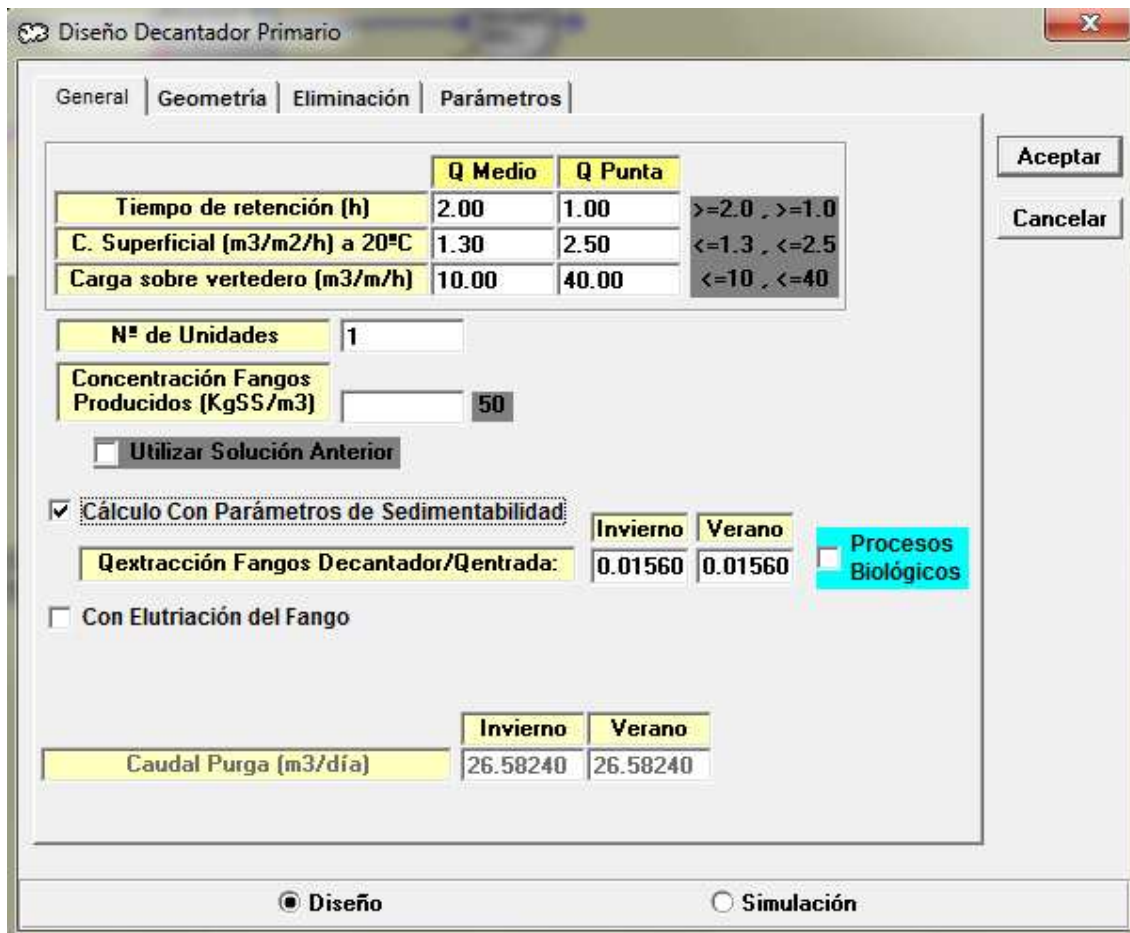 Diseño Decantador Primario
General Geometría Eliminación Parámetros
Aceptar
Cancelar
Q Medio Q Punta
Tiempo de retención (h) 2.00 1.00 >=2.0 , >=1.0
C. Superficial (m3/m2/h) a 20ºC 1.30 2.50 <=1.3 , <=2.5
Carga sobre vertedero (m3/m/h) 10.00 40.00 <=10 , <=40
Nº de Unidades 1
Concentración Fangos
Producidos (KgSS/m3) 50
Utilizar Solución Anterior
Cálculo Con Parámetros de Sedimentabilidad
Invierno Verano
Qextracción Fangos Decantador/Qentrada: 0.01560 0.01560
Procesos
Biológicos
Con Elutriación del Fango
Invierno Verano
Caudal Purga (m3/día) 26.58240 26.58240
Diseño Simulación